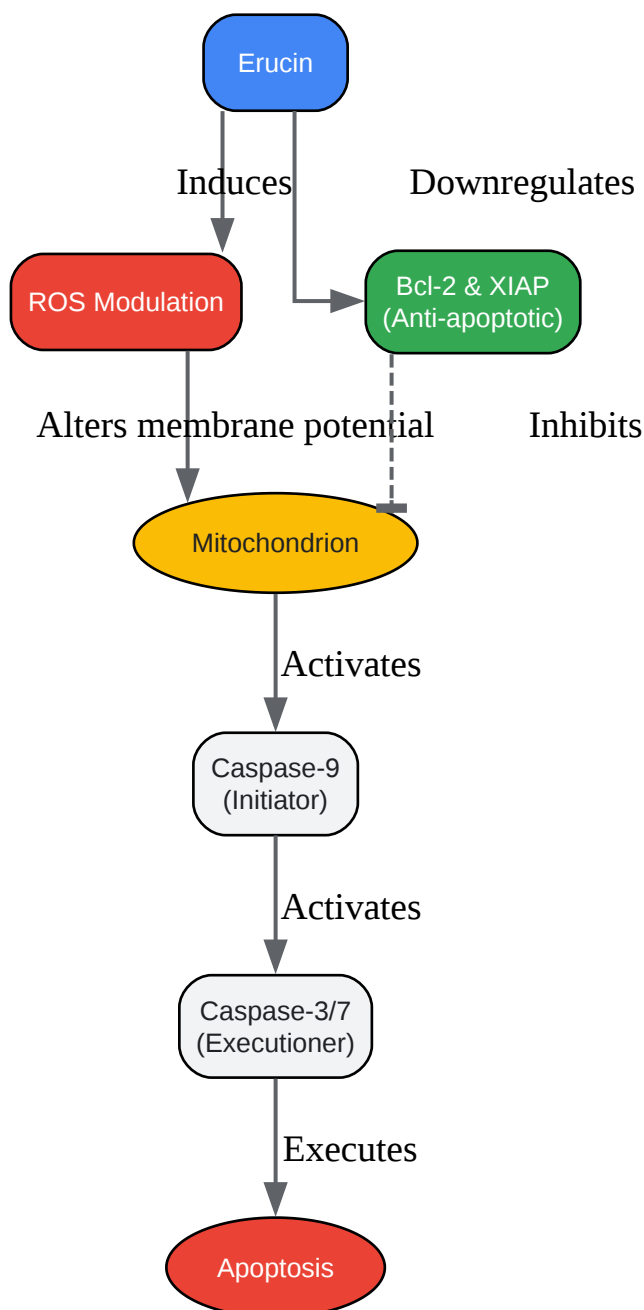 Erucin
Induces
Downregulates
ROS Modulation
Bcl-2 & XIAP
(Anti-apoptotic)
Alters membrane potential
Inhibits
Mitochondrion
Activates
Caspase-9
(Initiator)
Activates
Caspase-3/7
(Executioner)
Executes
Apoptosis